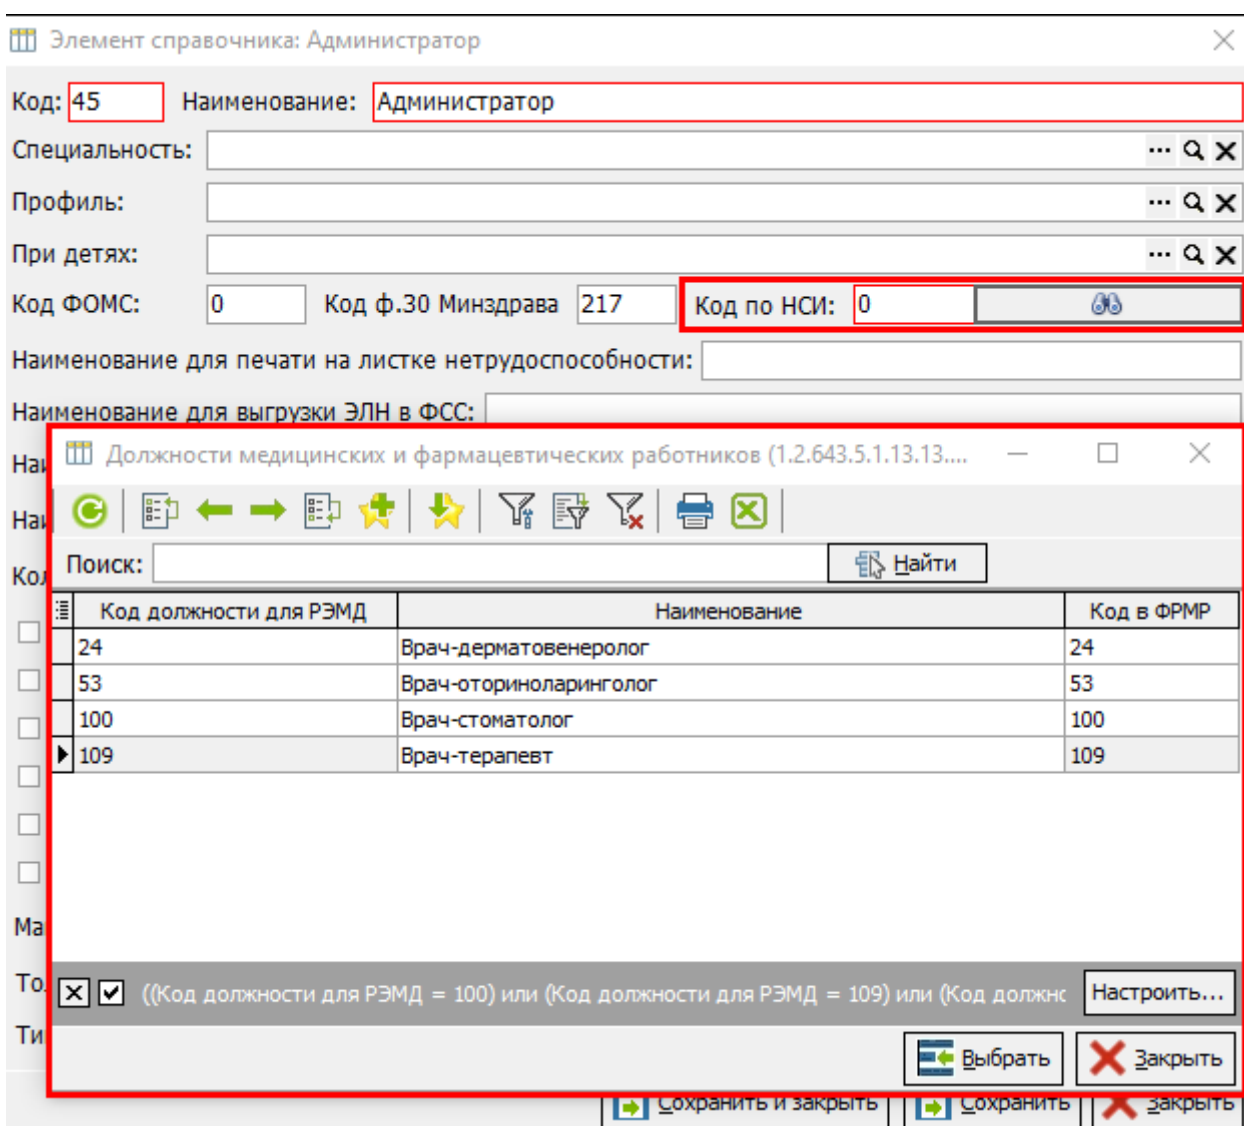 Элемент справочника: Администратор
Код: 45 Наименование: Администратор
Специальность:
Профиль:
При детях:
Код ФОМС: 0 Код ф.30 Минздрава 217 Код по НСИ: 0
Наименование для печати на листке нетрудоспособности:
Наименование для выгрузки ЭЛН в ФСС:
Должности медицинских и фармацевтических работников (1.2.643.5.1.13.13....
Поиск: Найти
Код должности для РЭМД Наименование Код в ФРМР
24 Врач-дерматовенеролог 24
53 Врач-оториноларинголог 53
100 Врач-стоматолог 100
109 Врач-терапевт 109
((Код должности для РЭМД = 100) или (Код должности для РЭМД = 109) или (Код должно Настроить...
Выбрать Закрыть
Сохранить и закрыть Сохранить Закрыть